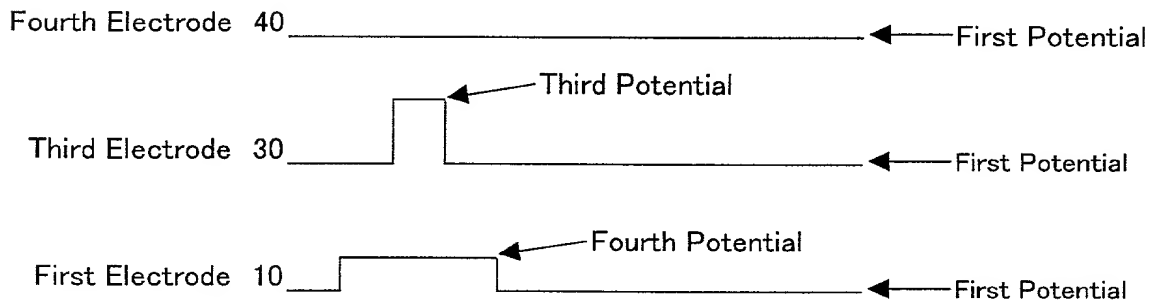 Fourth Electrode 40
First Potential
Third Potential
Third Electrode 30
First Potential
Fourth Potential
First Electrode 10
First Potential